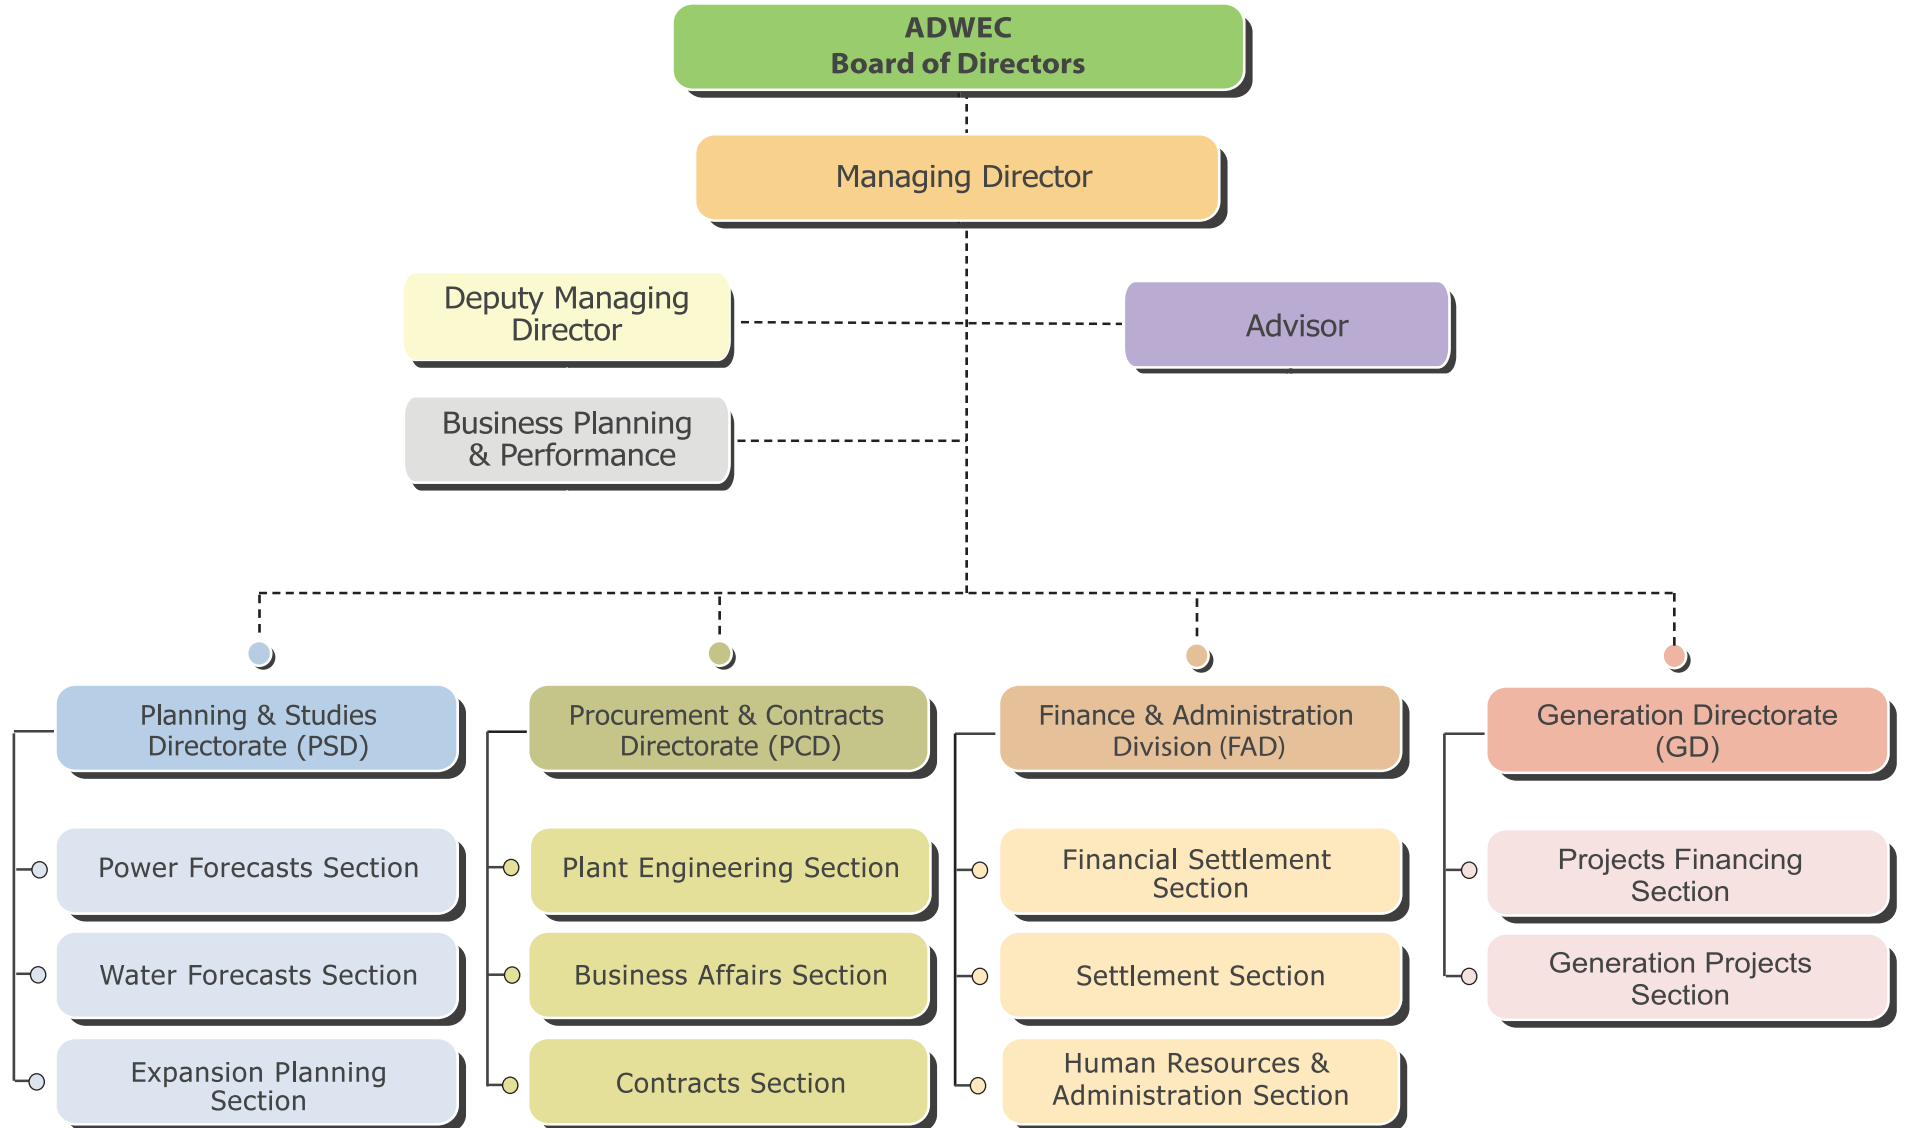 ADWEC
Board of Directors
Managing Director
Deputy Managing
Director
Advisor
Business Planning
& Performance
Planning & Studies
Directorate (PSD)
Procurement & Contracts
Directorate (PCD)
Finance & Administration
Division (FAD)
Generation Directorate
(GD)
Power Forecasts Section
Plant Engineering Section
Financial Settlement
Section
Projects Financing
Section
Water Forecasts Section
Business Affairs Section
Settlement Section
Generation Projects
Section
Expansion Planning
Section
Contracts Section
Human Resources &
Administration Section